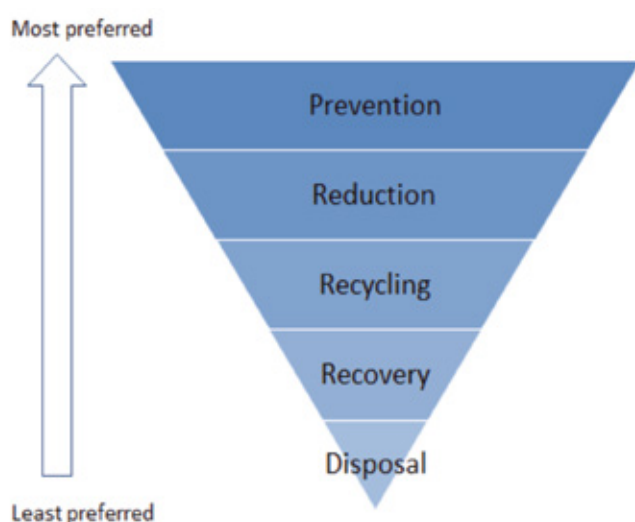 Most preferred
Prevention
Reduction
Recycling
Recovery
Disposal
Least preferred